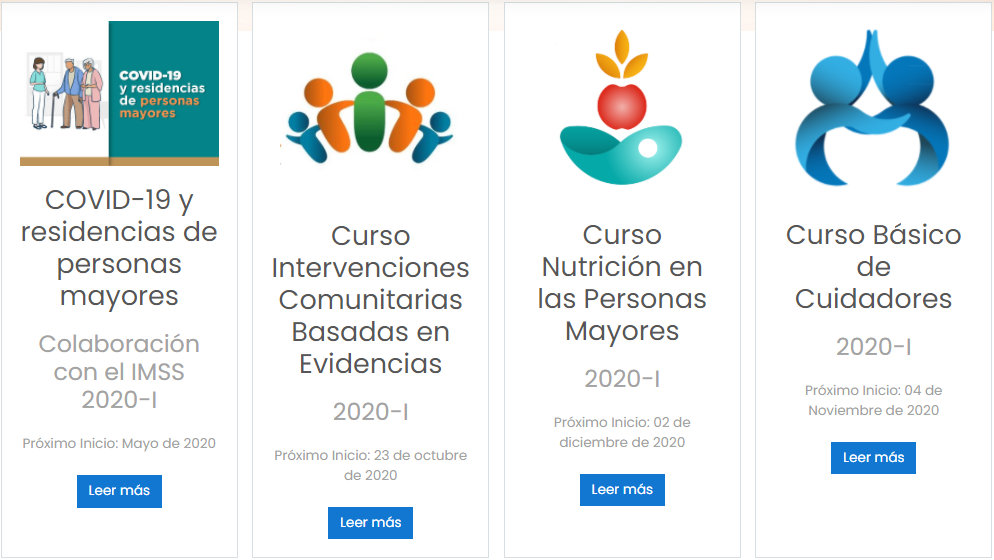 COVID-19
y residencias
de personas
mayores
COVID-19 y
residencias de
personas
mayores
Colaboración
con el IMSS
2020-I
Próximo Inicio: Mayo de 2020
Leer más
Curso
Intervenciones
Comunitarias
Basadas en
Evidencias
2020-I
Próximo Inicio: 23 de octubre
de 2020
Leer más
Curso
Nutrición en
las Personas
Mayores
2020-I
Próximo Inicio: 02 de
diciembre de 2020
Leer más
Curso Básico
de
Cuidadores
2020-I
Próximo Inicio: 04 de
Noviembre de 2020
Leer más